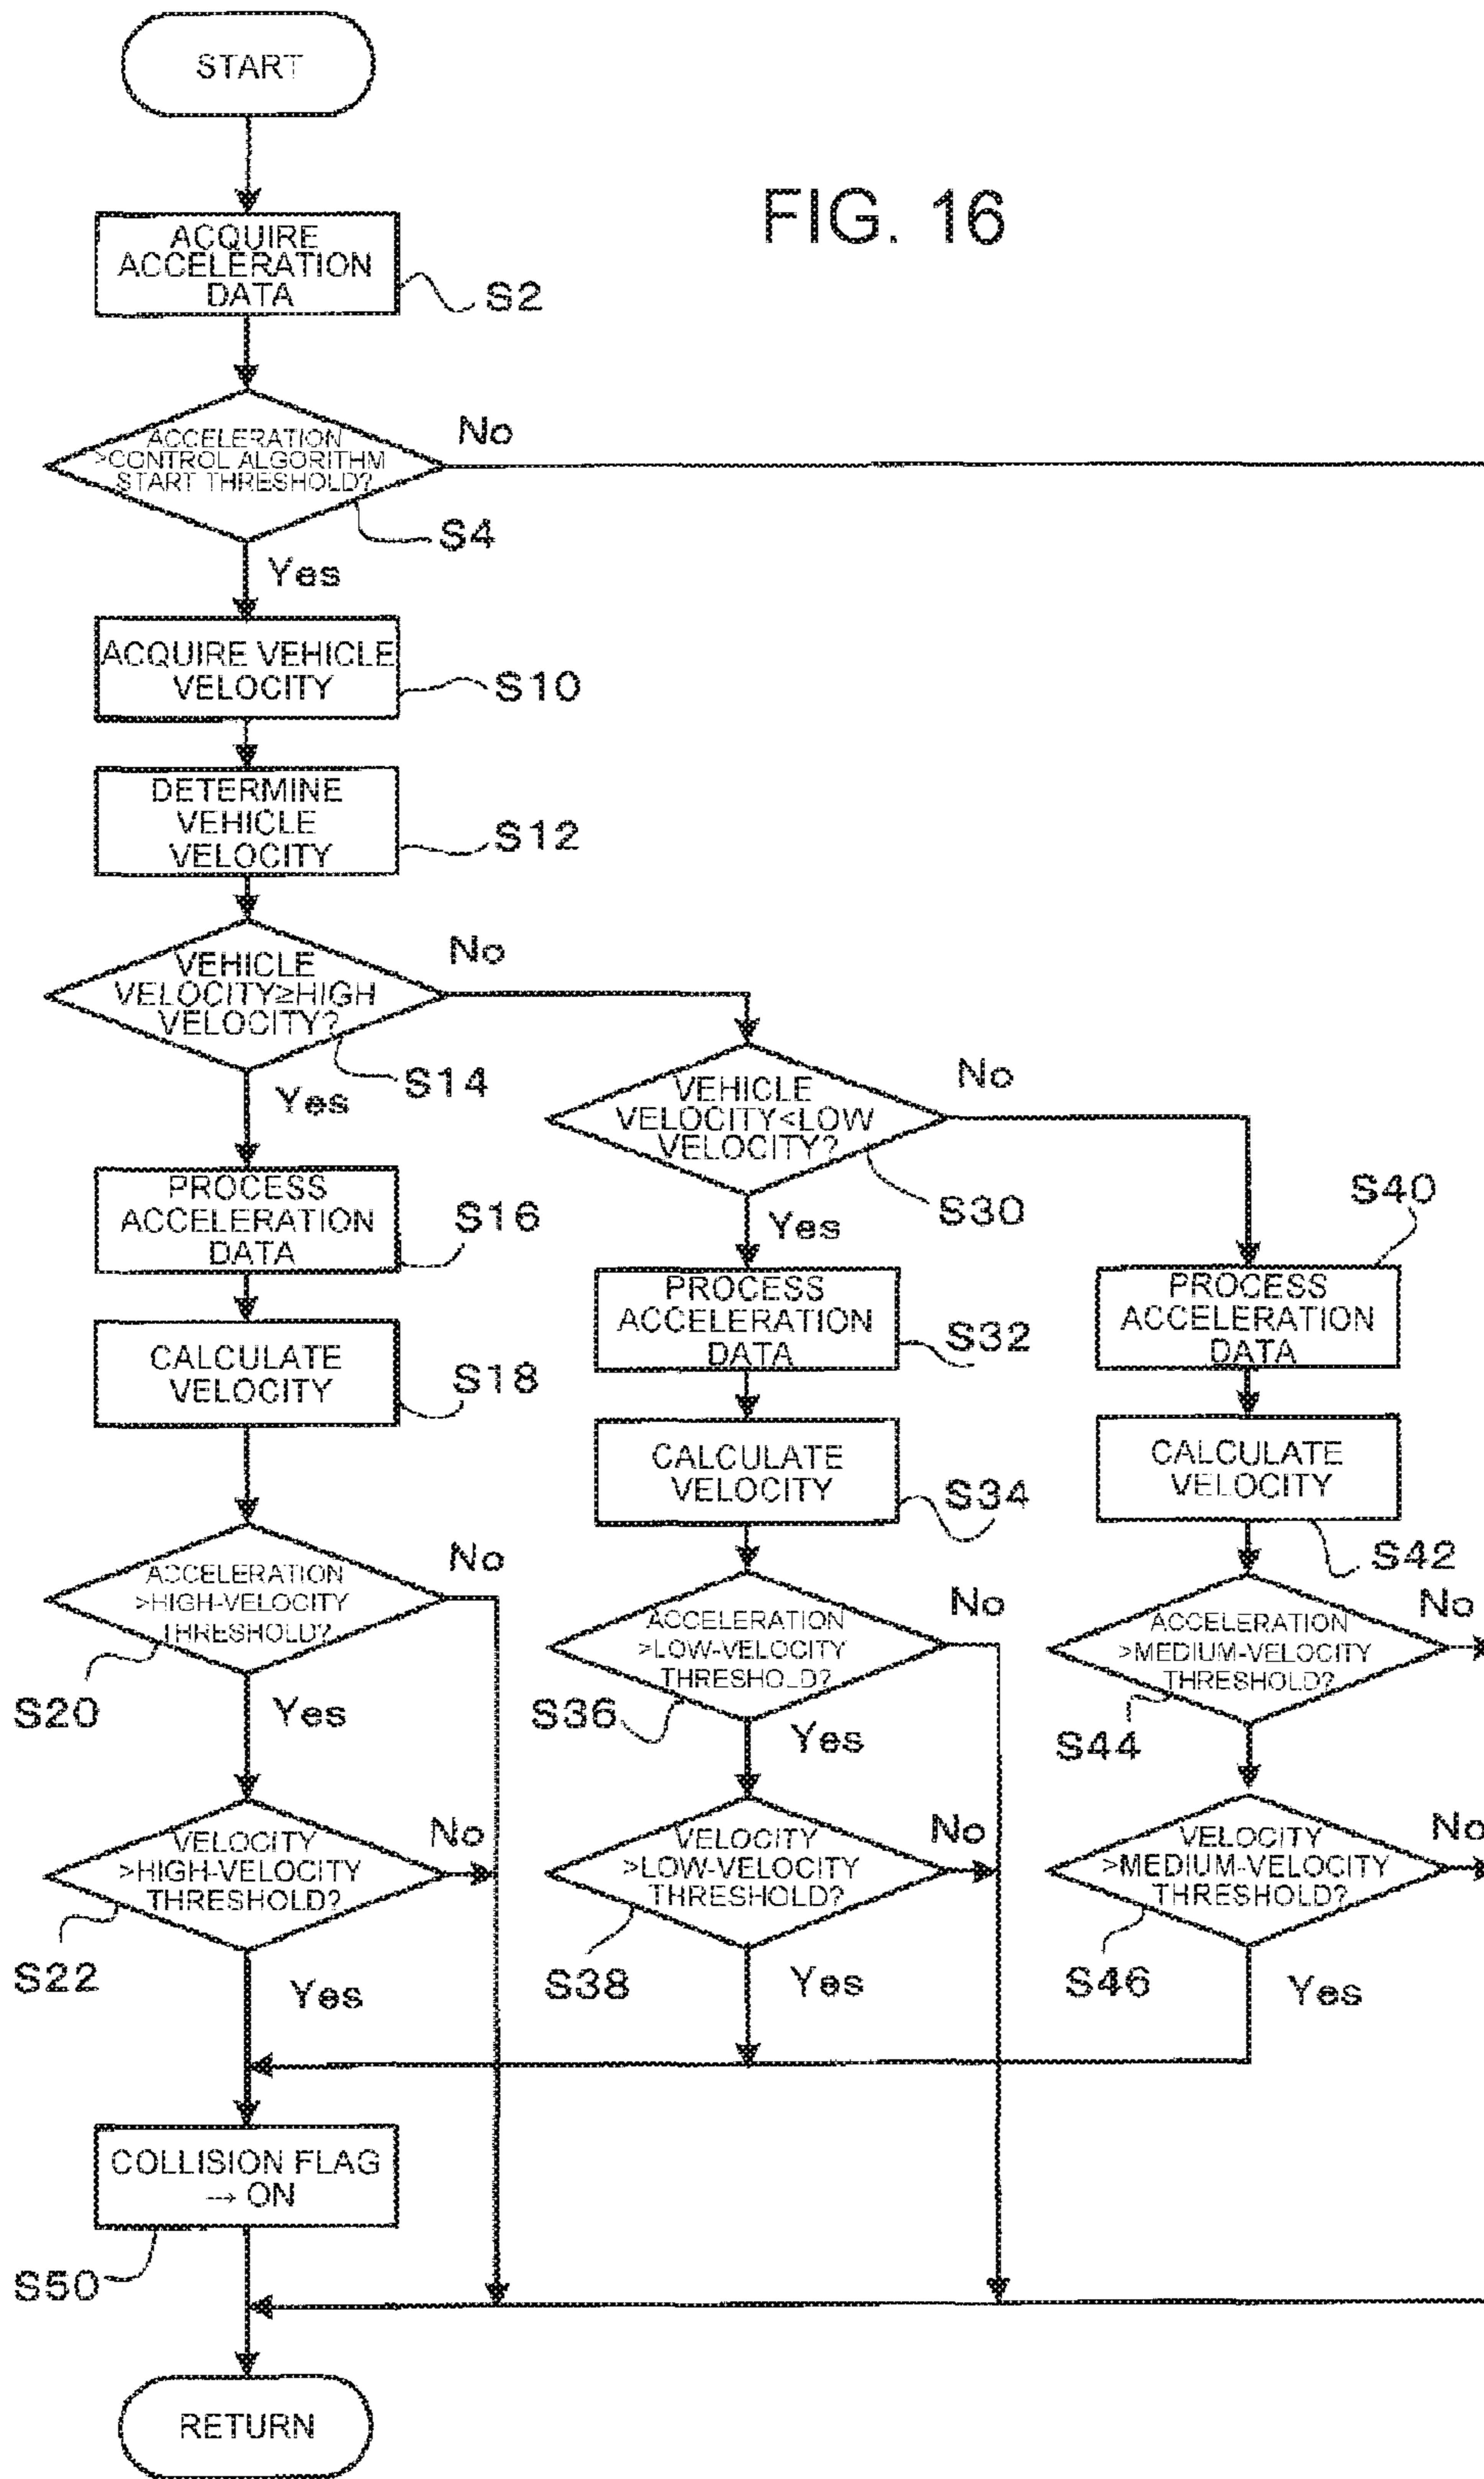 START
FIG. 16
ACQUIRE
ACCELERATION
DATA
S2
ACCELERATION
>CONTROL ALGORITHM
START THRESHOLD?
No
S4
Yes
ACQUIRE VEHICLE
VELOCITY
S10
DETERMINE
VEHICLE
VELOCITY
S12
VEHICLE
VELOCITY≥HIGH
VELOCITY?
No
S14
Yes
VEHICLE
VELOCITY<LOW
VELOCITY?
No
S30
Yes
PROCESS
ACCELERATION
DATA
S16
PROCESS
ACCELERATION
DATA
S32
S40
PROCESS
ACCELERATION
DATA
CALCULATE
VELOCITY
S18
CALCULATE
VELOCITY
S34
CALCULATE
VELOCITY
S42
ACCELERATION
>HIGH-VELOCITY
THRESHOLD?
No
S20
Yes
ACCELERATION
>LOW-VELOCITY
THRESHOLD?
No
S36
Yes
ACCELERATION
>MEDIUM-VELOCITY
THRESHOLD?
No
S44
VELOCITY
>HIGH-VELOCITY
THRESHOLD?
No
S22
Yes
VELOCITY
>LOW-VELOCITY
THRESHOLD?
No
S38
Yes
VELOCITY
>MEDIUM-VELOCITY
THRESHOLD?
No
S46
Yes
COLLISION FLAG
→ ON
S50
RETURN